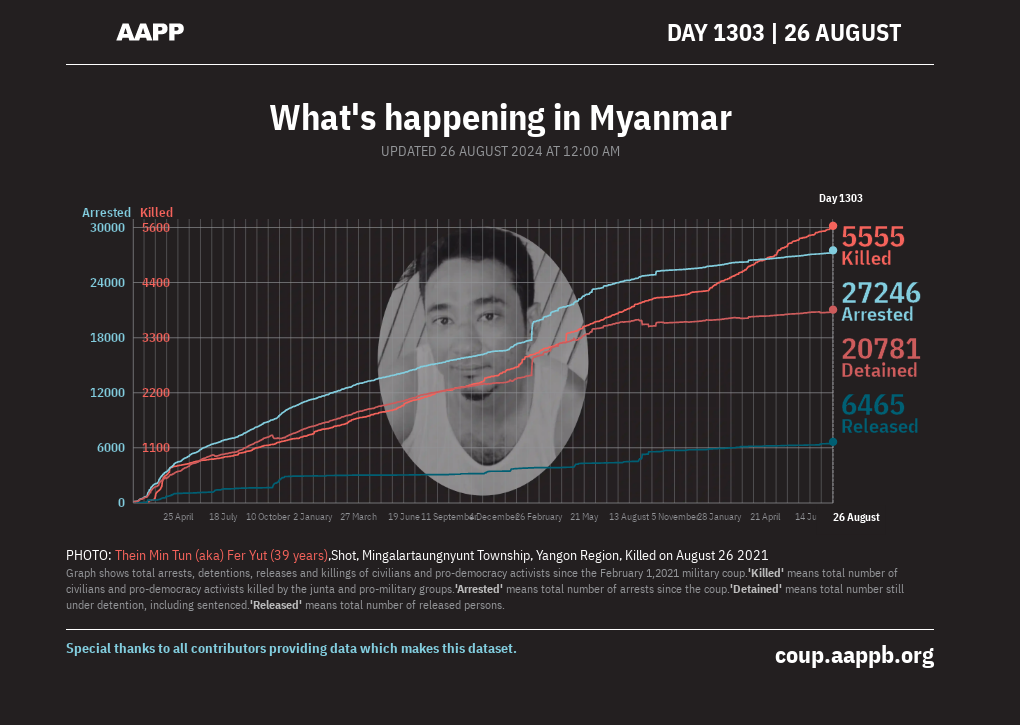 AAPP
DAY 1303 | 26 AUGUST
What's happening in Myanmar
UPDATED 26 AUGUST 2024 AT 12:00 AM
Day 1303
Arrested Killed
30000 5600
24000 4400
18000 3300
12000 2200
6000 1100
0
5555
Killed
27246
Arrested
20781
Detained
6465
Released
25 April 18 July 10 October 2 January 27 March 19 June 11 September 4 December 26 February 21 May 13 August 5 November 28 January 21 April 14 Ju 26 August
PHOTO: Thein Min Tun (aka) Fer Yut (39 years),Shot, Mingalartaungnyunt Township, Yangon Region, Killed on August 26 2021
Graph shows total arrests, detentions, releases and killings of civilians and pro-democracy activists since the February 1,2021 military coup.'Killed' means total number of
civilians and pro-democracy activists killed by the junta and pro-military groups.'Arrested' means total number of arrests since the coup.'Detained' means total number still
under detention, including sentenced.'Released' means total number of released persons.
Special thanks to all contributors providing data which makes this dataset.
coup.aappb.org